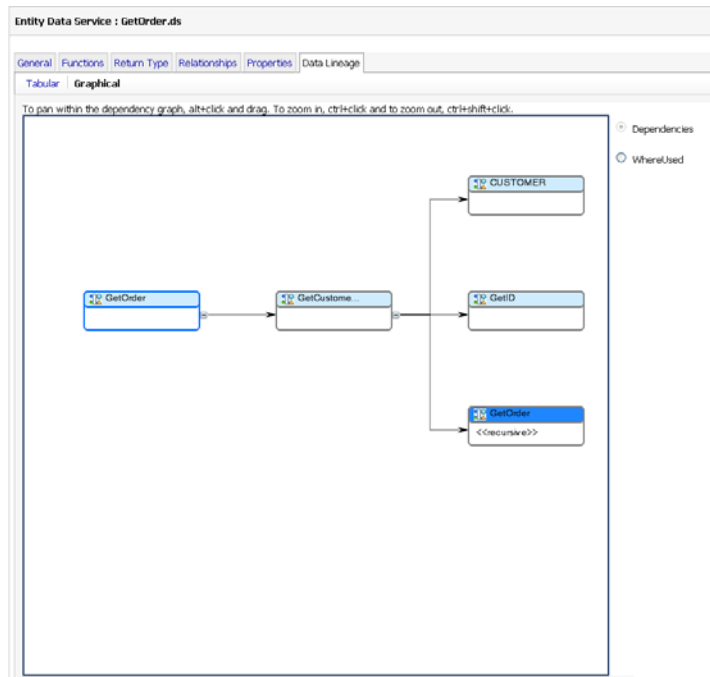 Entity Data Service : GetOrder.ds
General Functions Return Type Relationships Properties Data Lineage
Tabular Graphical
To pan within the dependency graph, alt+click and drag. To zoom in, ctrl+click and to zoom out, ctrl+shift+click.
Dependencies
WhereUsed
CUSTOMER
GetOrder
GetCustome...
GetID
GetOrder
<<recursive>>